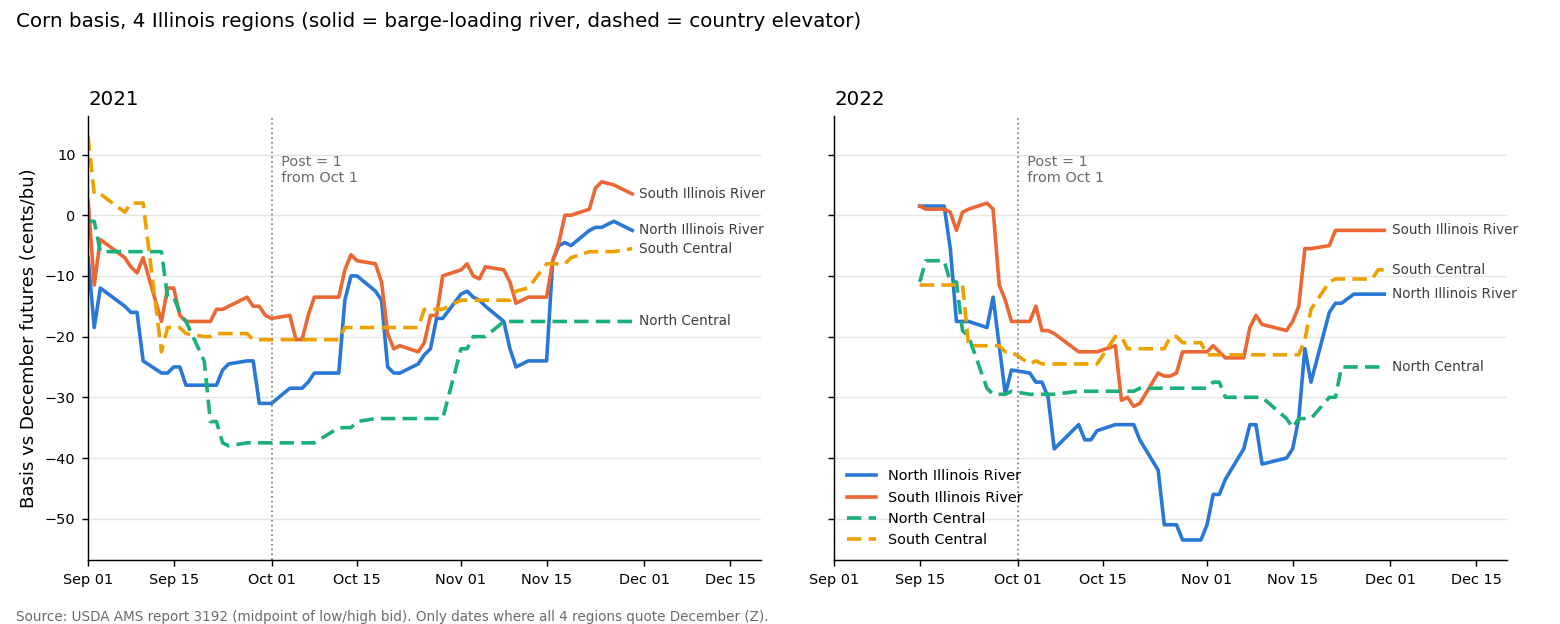 Corn basis, 4 Illinois regions (solid = barge-loading river, dashed = country elevator)
2021
Basis vs December futures (cents/bu)
10
0
−10
−20
−30
−40
−50
Post = 1
from Oct 1
South Illinois River
North Illinois River
South Central
North Central
Sep 01
Sep 15
Oct 01
Oct 15
Nov 01
Nov 15
Dec 01
Dec 15
2022
Post = 1
from Oct 1
South Illinois River
South Central
North Illinois River
North Central
North Illinois River
South Illinois River
North Central
South Central
Sep 01
Sep 15
Oct 01
Oct 15
Nov 01
Nov 15
Dec 01
Dec 15
Source: USDA AMS report 3192 (midpoint of low/high bid). Only dates where all 4 regions quote December (Z).